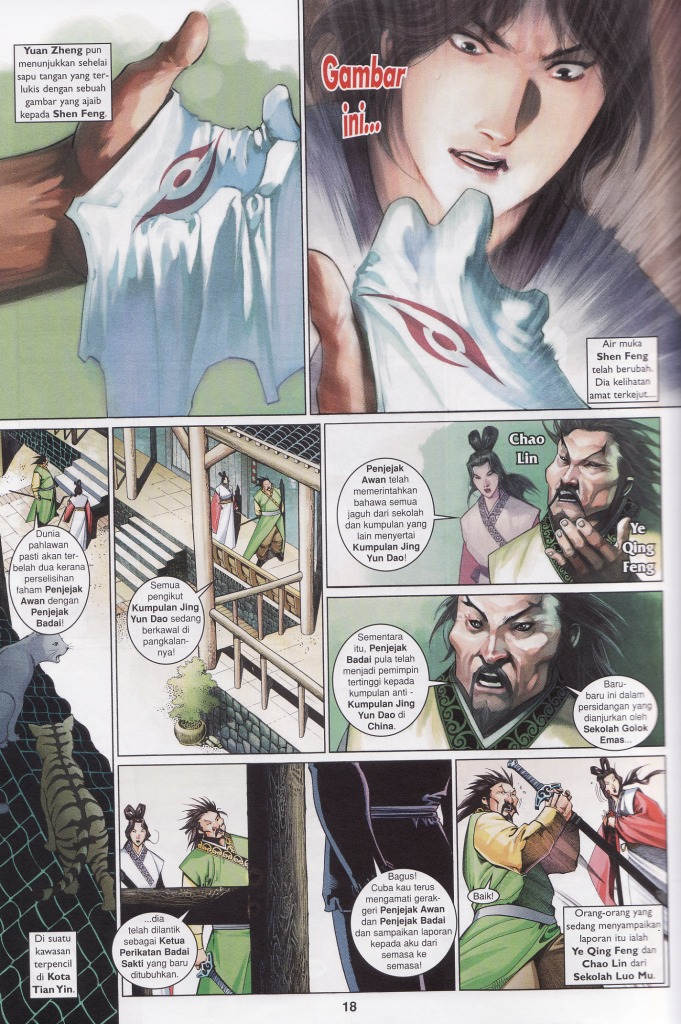 Yuan Zheng pun
menunjukkan sehelai
sapu tangan yang ter-
lukis dengan sebuah
gambar yang ajaib
kepada Shen Feng.
Gambar
ini...
Air muka
Shen Feng
telah berubah.
Dia kelihatan
amat terkejut....
Dunia
pahlawan
pasti akan ter-
belah dua kerana
perselisihan
faham Penjejak
Awan dengan
Penjejak
Badai!
Di suatu
kawasan
terpencil
di Kota
Tian Yin.
Semua
pengikut
Kumpulan Jing
Yun Dao sedang
berkawal di
pangkalan-
nya!
Penjejak
Awan telah
memerintahkan
bahawa semua
jaguh dari sekolah
dan kumpulan yang
lain menyertai
Kumpulan Jing
Yun Dao!
Chao
Lin
Ye
Qing
Feng
Sementara
itu, Penjejak
Badai pula telah
menjadi pemimpin
tertinggi kepada
kumpulan anti -
Kumpulan Jing
Yun Dao di
China.
Baru-
baru ini dalam
persidangan yang
dianjurkan oleh
Sekolah Golok
Emas...
...dia
telah dilantik
sebagai Ketua
Perikatan Badai
Sakti yang baru
ditubuhkan.
Bagus!
Cuba kau terus
mengamati gerak-
geri Penjejak Awan
dan Penjejak Badai
dan sampaikan laporan
kepada aku dari
semasa ke
semasa!
Baik!
Orang-orang yang
sedang menyampaikan
laporan itu ialah
Ye Qing Feng dan
Chao Lin dari
Sekolah Luo Mu.
18